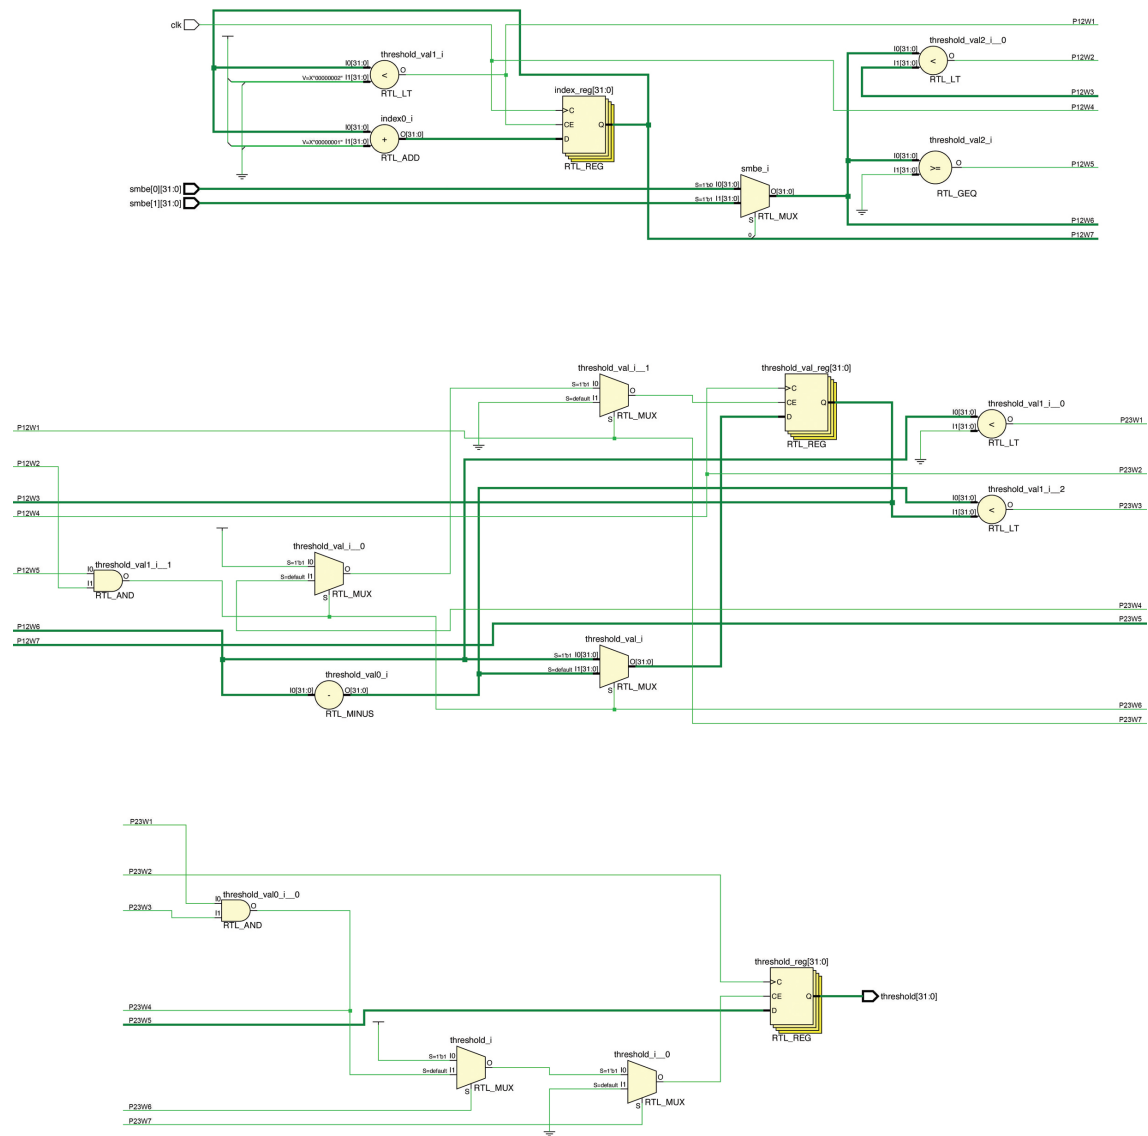 clk
threshold_val1_i
I0[31:0]
V=X"00000002" I1[31:0]
O
<
RTL_LT
index0_i
I0[31:0]
V=X"00000001" I1[31:0]
O[31:0]
+
RTL_ADD
index_reg[31:0]
C
CE
D
Q
RTL_REG
smbe[0][31:0]
smbe[1][31:0]
smbe_i
S=1'b0 I0[31:0]
S=1'b1 I1[31:0]
O[31:0]
S
RTL_MUX
0
threshold_val2_i__0
I0[31:0]
I1[31:0]
O
<
RTL_LT
threshold_val2_i
I0[31:0]
I1[31:0]
O
>=
RTL_GEQ
P12W1
P12W2
P12W3
P12W4
P12W5
P12W6
P12W7
P12W1
P12W2
P12W3
P12W4
P12W5
P12W6
P12W7
threshold_val1_i__1
I0
I1
O
RTL_AND
threshold_val_i__0
S=1'b1 I0
S=default I1
O
S
RTL_MUX
threshold_val0_i
I0[31:0]
O[31:0]
-
RTL_MINUS
threshold_val_i__1
S=1'b1 I0
S=default I1
O
S
RTL_MUX
threshold_val_i
S=1'b1 I0[31:0]
S=default I1[31:0]
O[31:0]
S
RTL_MUX
threshold_val_reg[31:0]
C
CE
D
Q
RTL_REG
threshold_val1_i__0
I0[31:0]
I1[31:0]
O
<
RTL_LT
threshold_val1_i__2
I0[31:0]
I1[31:0]
O
<
RTL_LT
P23W1
P23W2
P23W3
P23W4
P23W5
P23W6
P23W7
P23W1
P23W2
P23W3
P23W4
P23W5
P23W6
P23W7
threshold_val0_i__0
I0
I1
O
RTL_AND
threshold_i
S=1'b1 I0
S=default I1
O
S
RTL_MUX
threshold_i__0
S=1'b1 I0
S=default I1
O
S
RTL_MUX
threshold_reg[31:0]
C
CE
D
Q
RTL_REG
threshold[31:0]